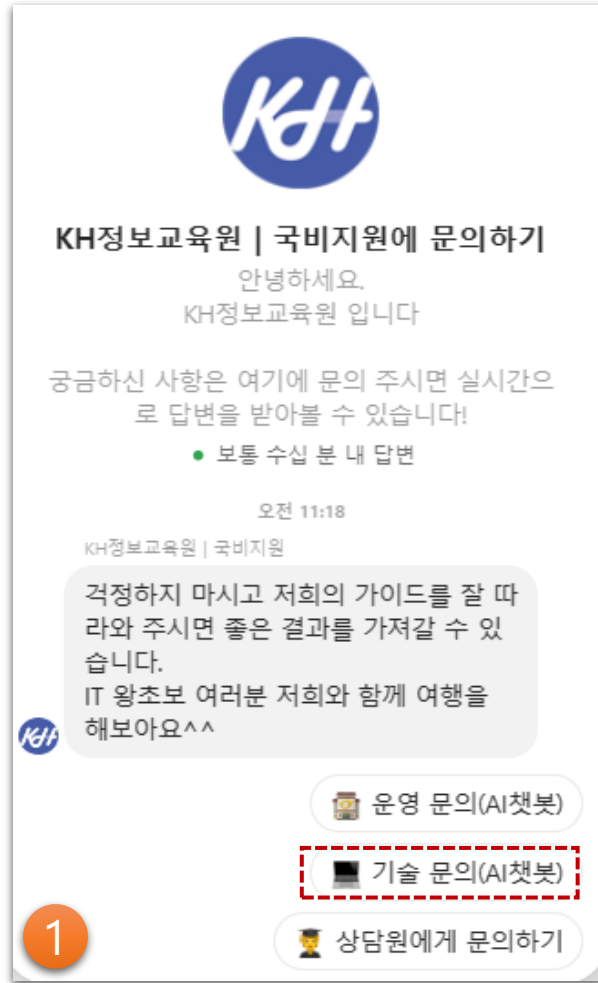 KH
KH정보교육원 | 국비지원에 문의하기
안녕하세요.
KH정보교육원 입니다
궁금하신 사항은 여기에 문의 주시면 실시간으
로 답변을 받아볼 수 있습니다!
보통 수십 분 내 답변
오전 11:18
KH정보교육원 | 국비지원
걱정하지 마시고 저희의 가이드를 잘 따
라와 주시면 좋은 결과를 가져갈 수 있
습니다.
IT 왕초보 여러분 저희와 함께 여행을
해보아요^^
KH
운영 문의(AI챗봇)
기술 문의(AI챗봇)
상담원에게 문의하기
1